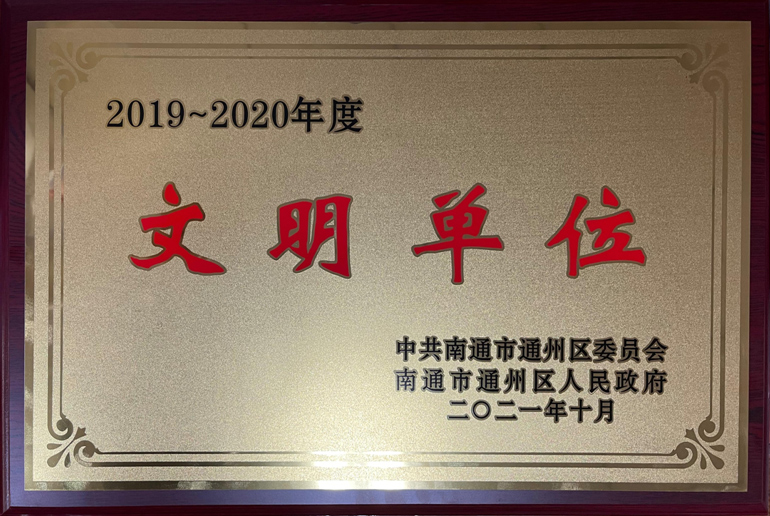 2019~2020年度
文明单位
中共南通市通州区委员会
南通市通州区人民政府
二〇二一年十月